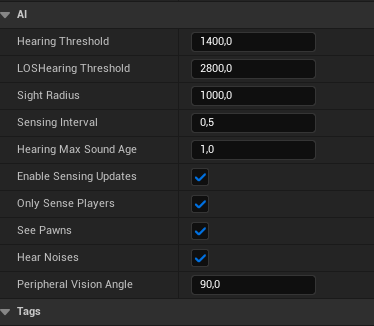 AI
Hearing Threshold 1400,0
LOSHearing Threshold 2800,0
Sight Radius 1000,0
Sensing Interval 0,5
Hearing Max Sound Age 1,0
Enable Sensing Updates
Only Sense Players
See Pawns
Hear Noises
Peripheral Vision Angle 90,0
Tags